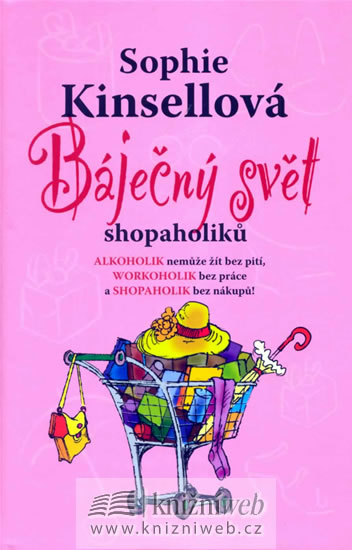 Sophie
Kinsellová
Báječný svět
shopaholiků
ALKOHOLIK nemůže žít bez pití,
WORKOHOLIK bez práce
a SHOPAHOLIK bez nákupů!
knižniweb
www.knizniweb.cz